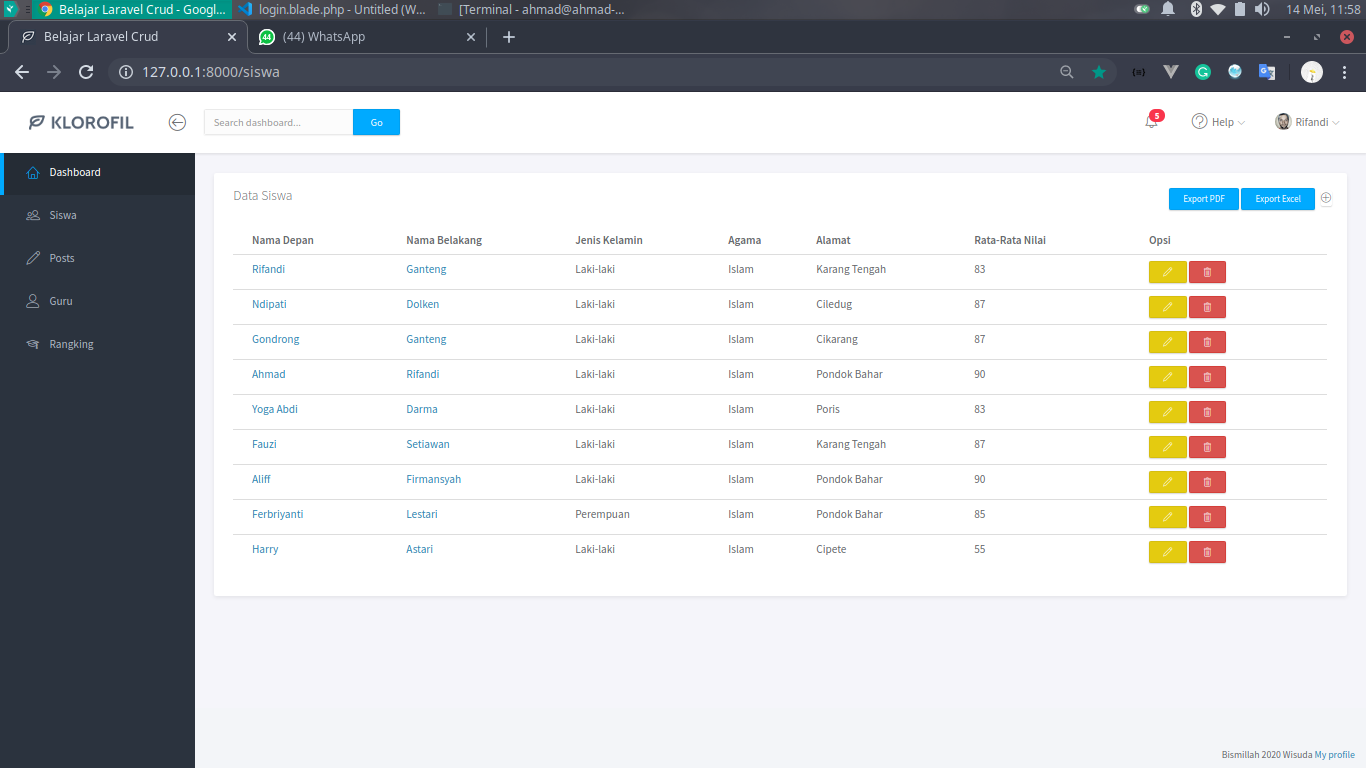 Belajar Laravel Crud - Googl... login.blade.php - Untitled (W... [Terminal - ahmad@ahmad-... 14 Mei, 11:58
Belajar Laravel Crud 44 (44) WhatsApp
127.0.0.1:8000/siswa
KLOROFIL Search dashboard... Go 5 Help Rifandi
Dashboard
Siswa
Posts
Guru
Rangking
Data Siswa Export PDF Export Excel
Nama Depan Nama Belakang Jenis Kelamin Agama Alamat Rata-Rata Nilai Opsi
Rifandi Ganteng Laki-laki Islam Karang Tengah 83
Ndipati Dolken Laki-laki Islam Ciledug 87
Gondrong Ganteng Laki-laki Islam Cikarang 87
Ahmad Rifandi Laki-laki Islam Pondok Bahar 90
Yoga Abdi Darma Laki-laki Islam Poris 83
Fauzi Setiawan Laki-laki Islam Karang Tengah 87
Aliff Firmansyah Laki-laki Islam Pondok Bahar 90
Ferbriyanti Lestari Perempuan Islam Pondok Bahar 85
Harry Astari Laki-laki Islam Cipete 55
Bismillah 2020 Wisuda My profile